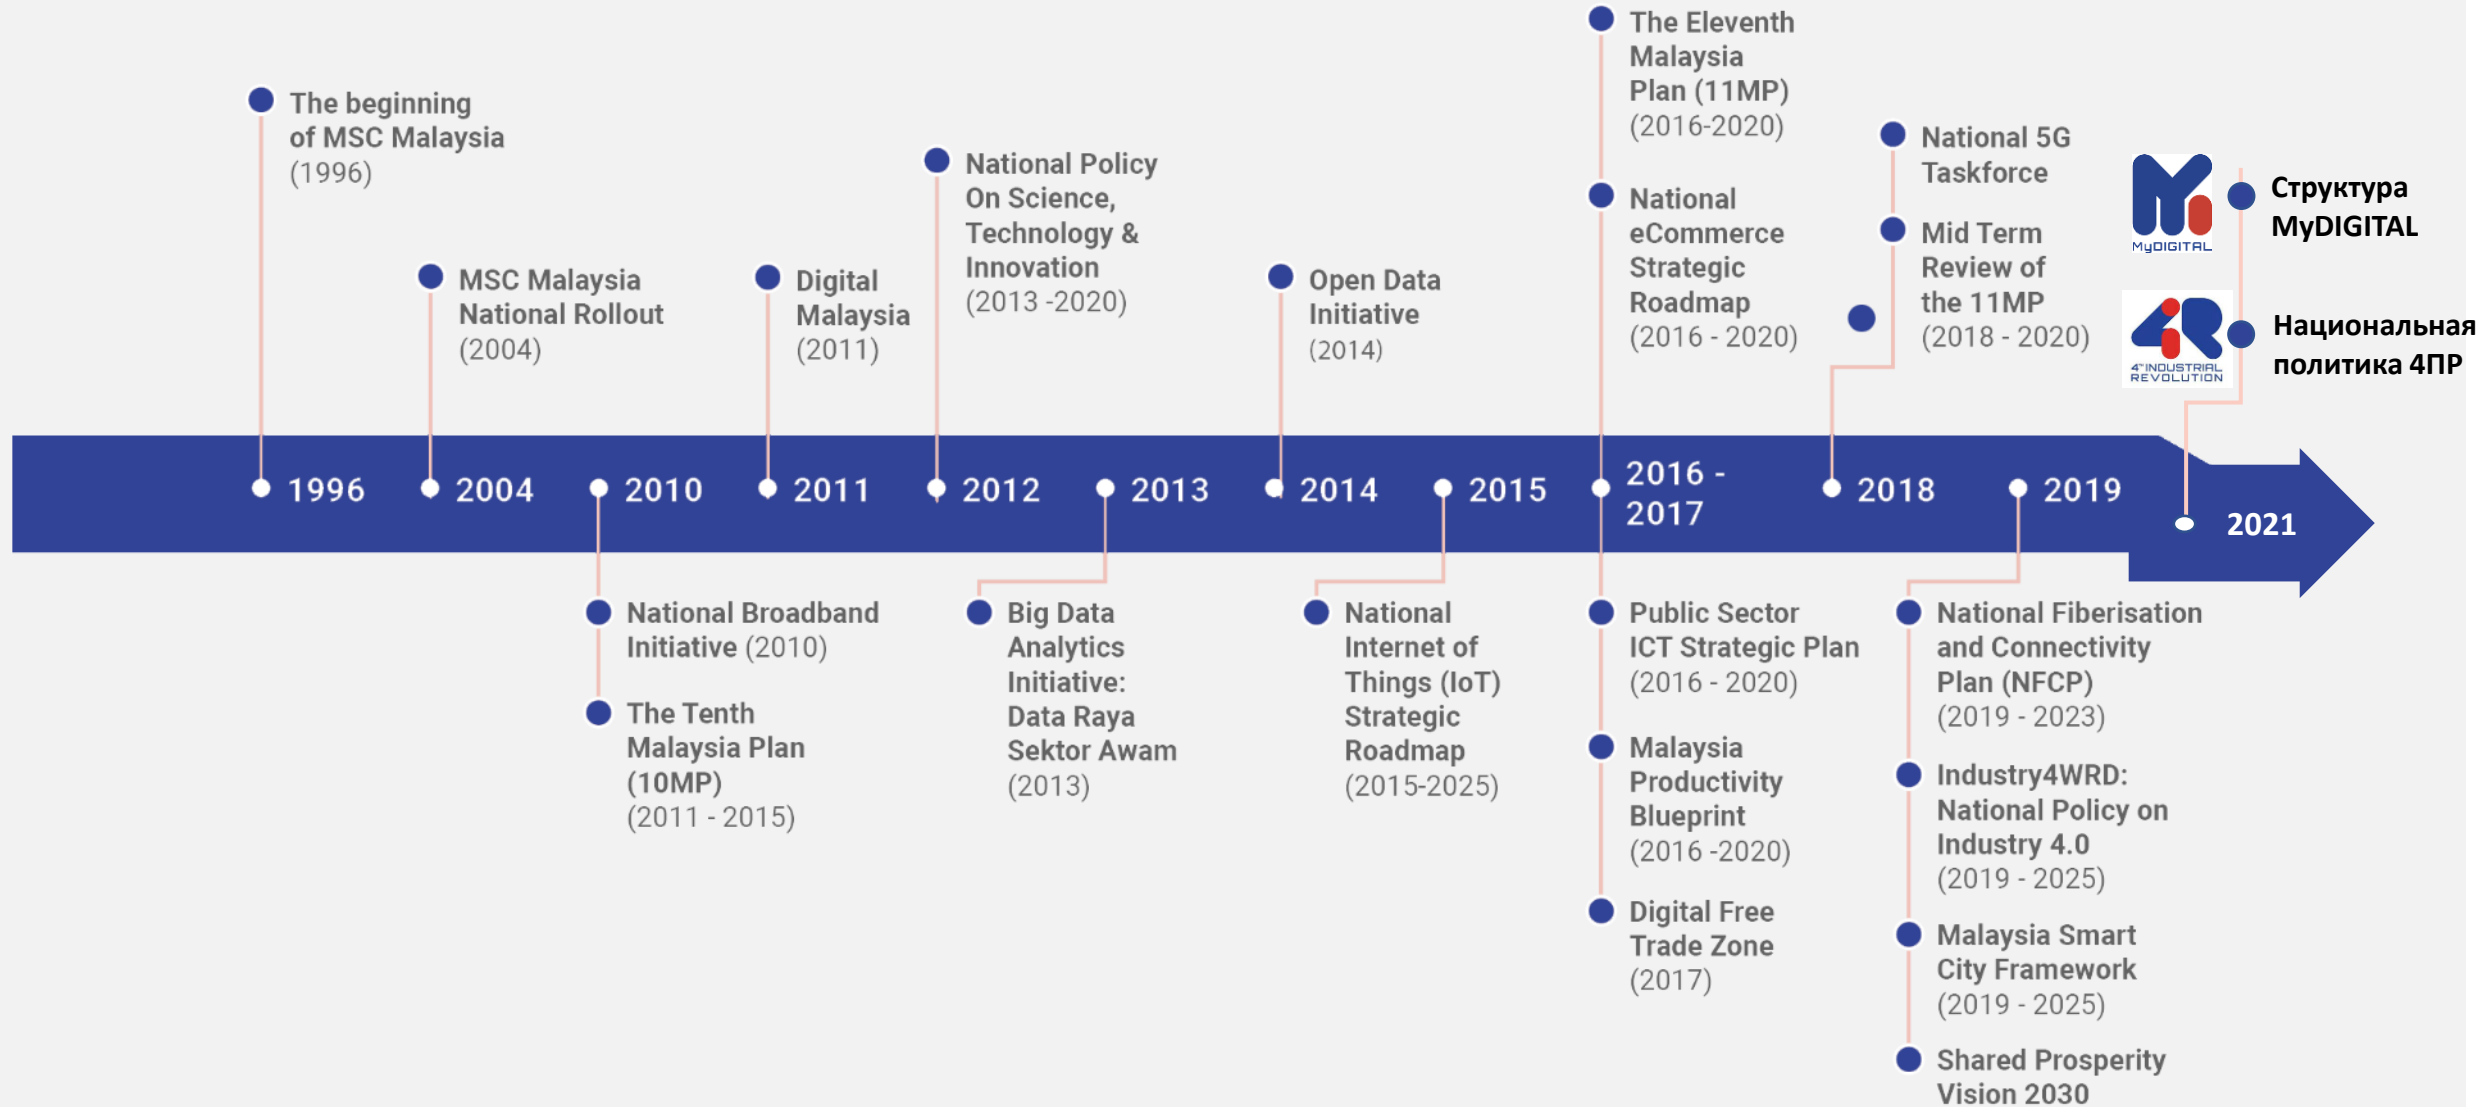 The beginning
of MSC Malaysia
(1996)
MSC Malaysia
National Rollout
(2004)
Digital
Malaysia
(2011)
National Policy
On Science,
Technology &
Innovation
(2013 -2020)
Open Data
Initiative
(2014)
The Eleventh
Malaysia
Plan (11MP)
(2016-2020)
National
eCommerce
Strategic
Roadmap
(2016 - 2020)
National 5G
Taskforce
Mid Term
Review of
the 11MP
(2018 - 2020)
MyDIGITAL
Структура
MyDIGITAL
4iR
4TH INDUSTRIAL
REVOLUTION
Национальная
политика 4ПР
1996
2004
2010
2011
2012
2013
2014
2015
2016 -
2017
2018
2019
2021
National Broadband
Initiative (2010)
The Tenth
Malaysia Plan
(10MP)
(2011 - 2015)
Big Data
Analytics
Initiative:
Data Raya
Sektor Awam
(2013)
National
Internet of
Things (IoT)
Strategic
Roadmap
(2015-2025)
Public Sector
ICT Strategic Plan
(2016 - 2020)
Malaysia
Productivity
Blueprint
(2016 -2020)
Digital Free
Trade Zone
(2017)
National Fiberisation
and Connectivity
Plan (NFCP)
(2019 - 2023)
Industry4WRD:
National Policy on
Industry 4.0
(2019 - 2025)
Malaysia Smart
City Framework
(2019 - 2025)
Shared Prosperity
Vision 2030